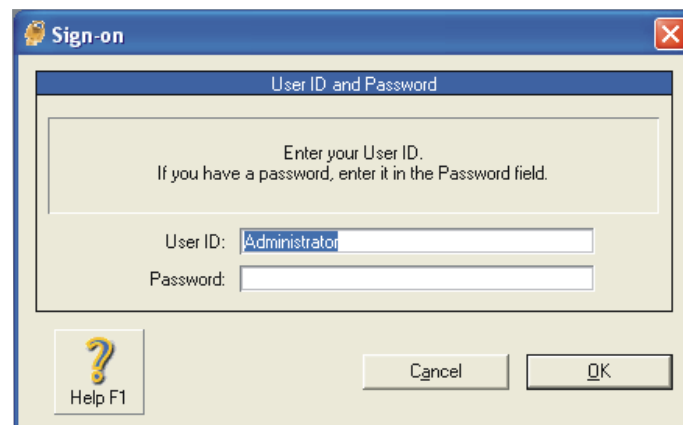 Sign-on
User ID and Password
Enter your User ID.
If you have a password, enter it in the Password field.
User ID: Administrator
Password:
Help F1
Cancel
OK